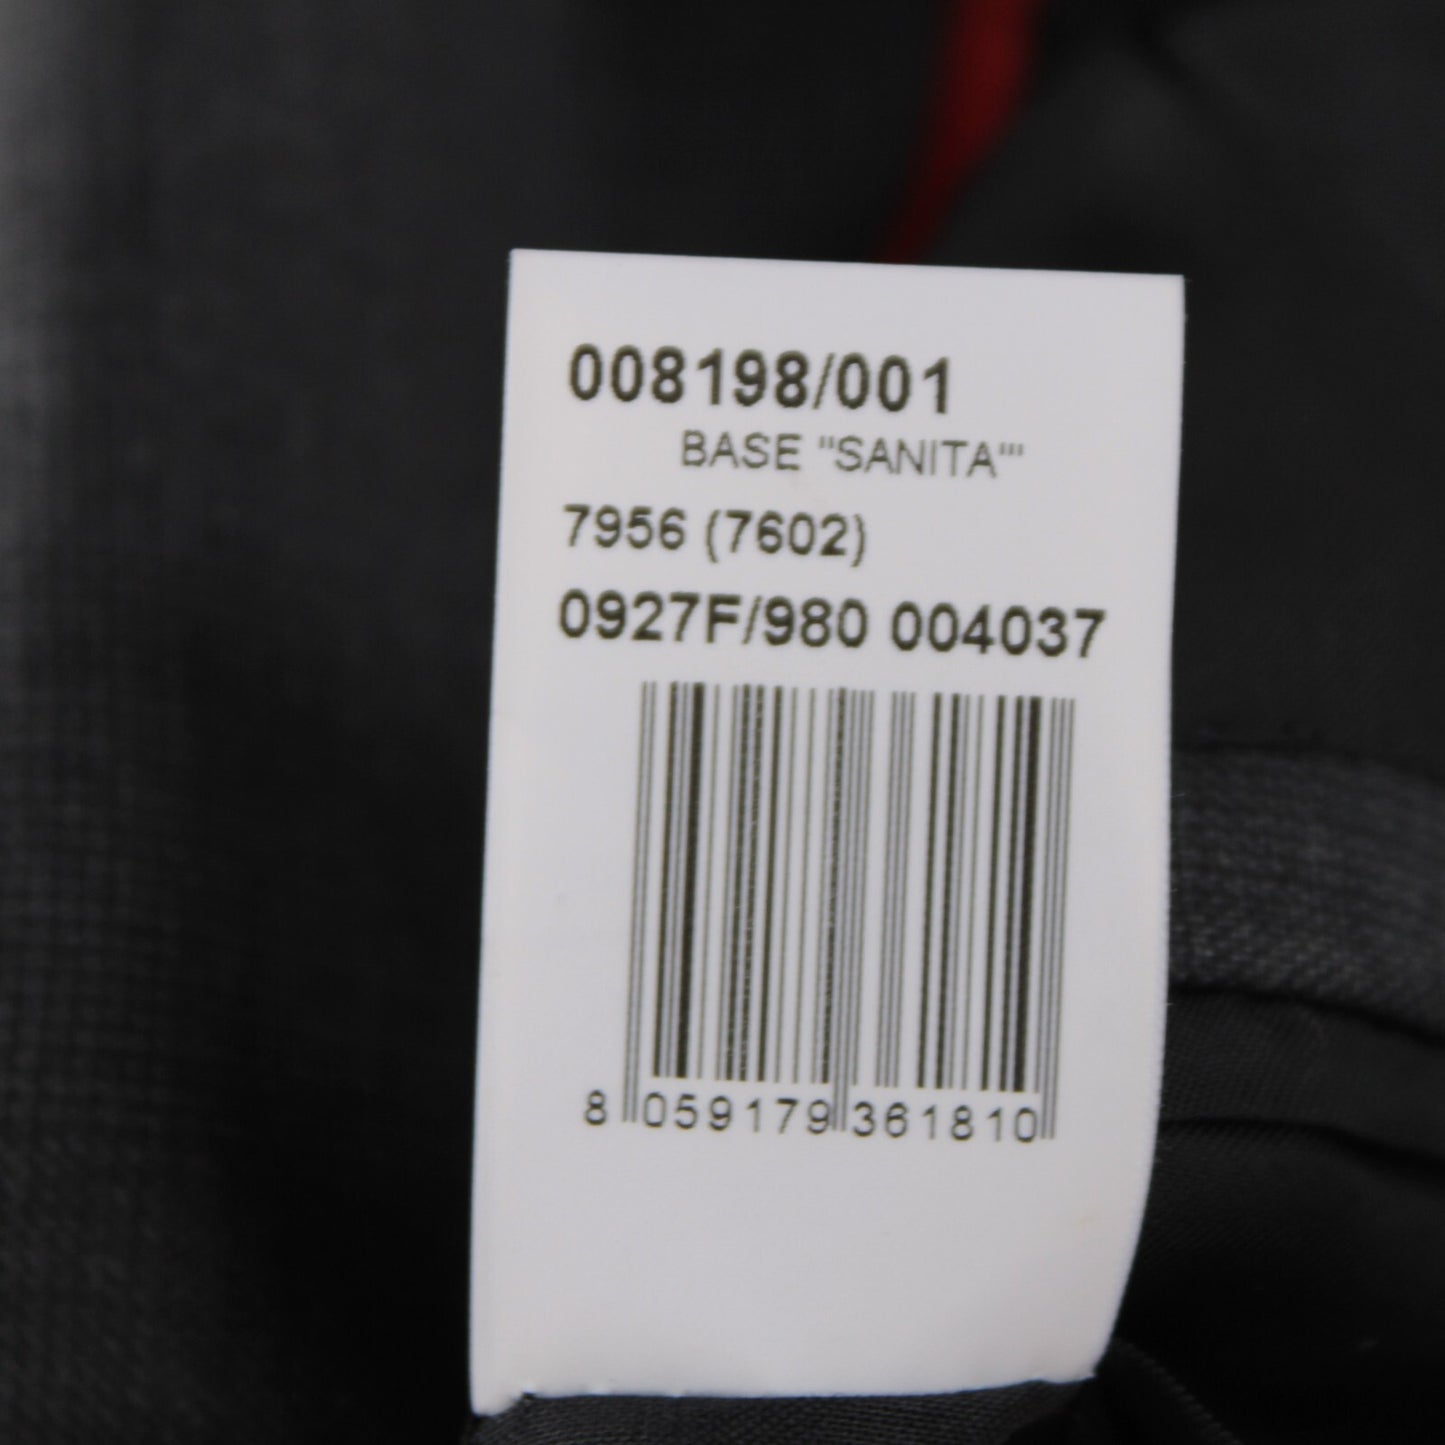 008198/001
BASE "SANITA'"
7956 (7602)
0927F/980 004037
8 059179 361810